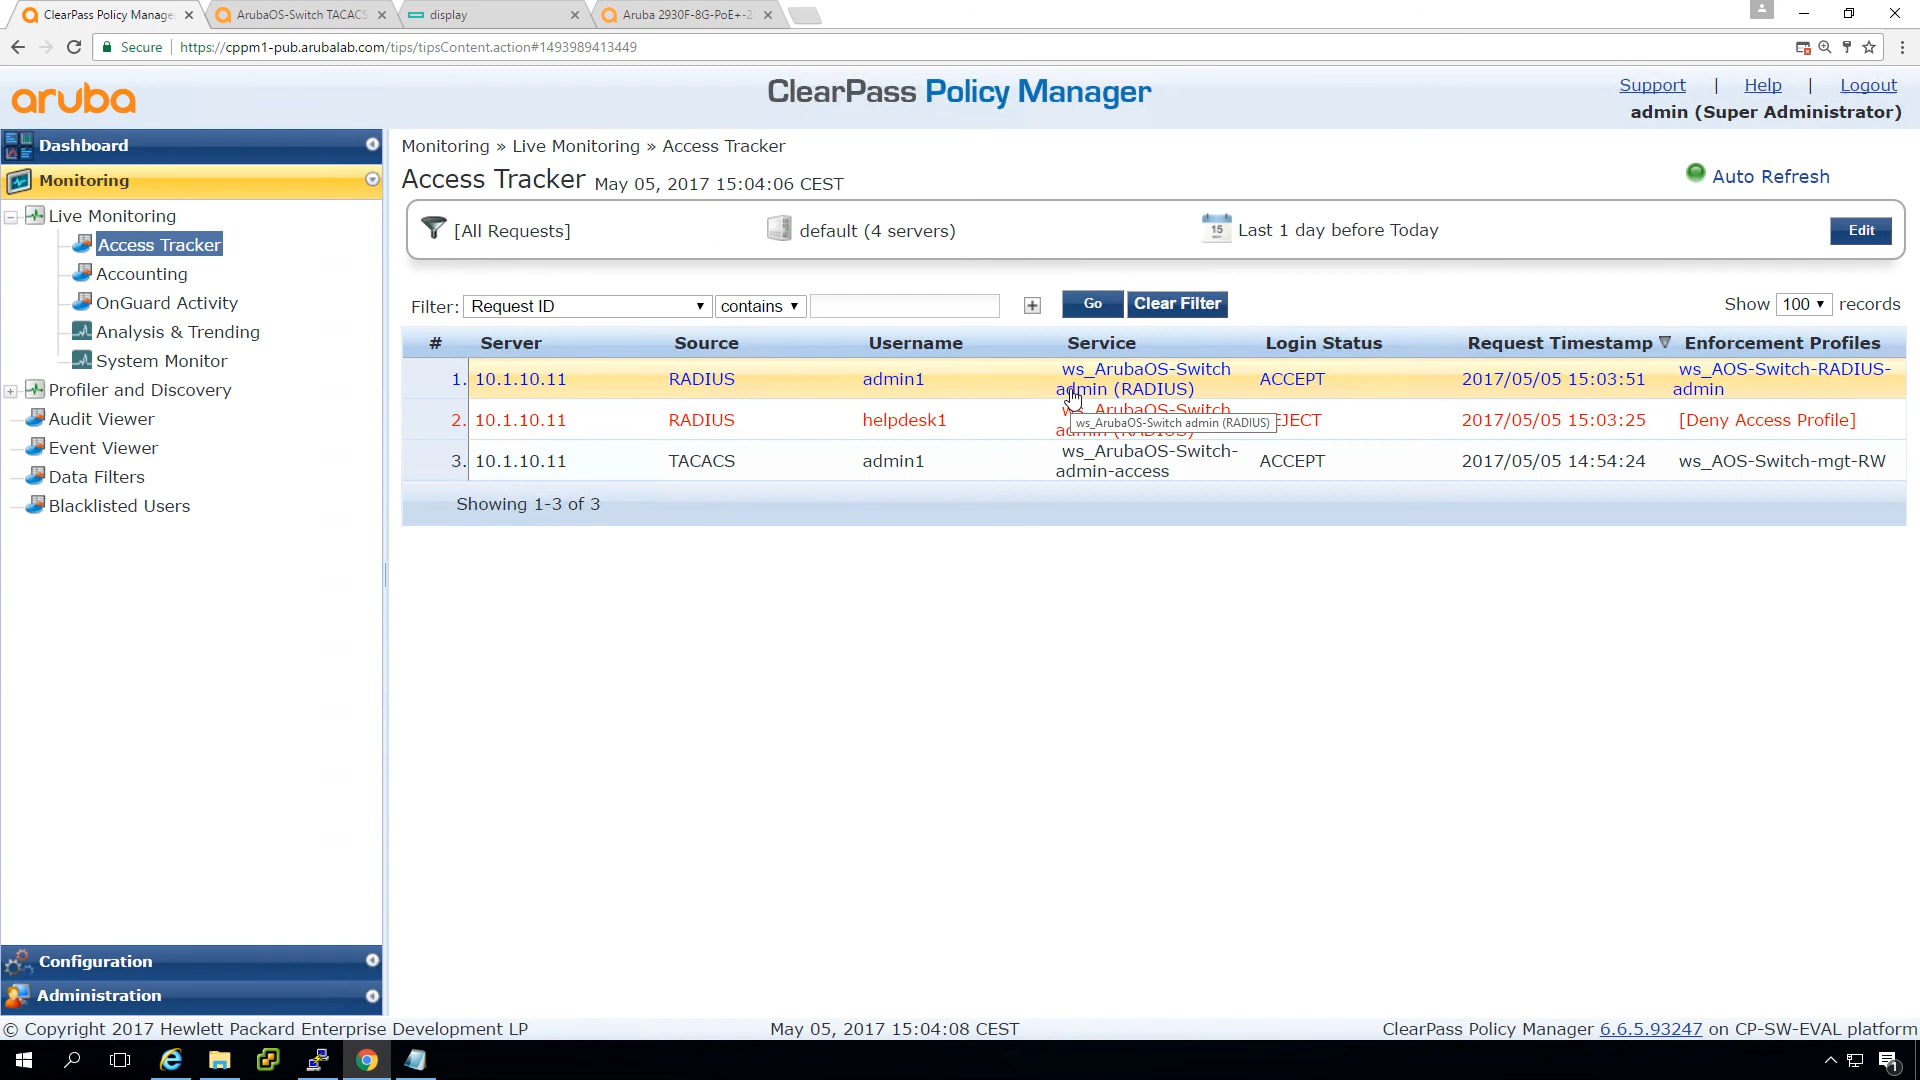 ClearPass Policy Manage
ArubaOS-Switch TACACS
display
Aruba 2930F-8G-PoE+-2
Secure
https://cppm1-pub.arubalab.com/tips/tipsContent.action#1493989413449
aruba
ClearPass Policy Manager
Support | Help | Logout
admin (Super Administrator)
Dashboard
Monitoring
Live Monitoring
Access Tracker
Accounting
OnGuard Activity
Analysis & Trending
System Monitor
Profiler and Discovery
Audit Viewer
Event Viewer
Data Filters
Blacklisted Users
Configuration
Administration
Monitoring » Live Monitoring » Access Tracker
Access Tracker May 05, 2017 15:04:06 CEST
Auto Refresh
[All Requests]
default (4 servers)
15
Last 1 day before Today
Edit
Filter: Request ID contains Go Clear Filter Show 100 records
# Server Source Username Service Login Status Request Timestamp Enforcement Profiles
1. 10.1.10.11 RADIUS admin1 ws_ArubaOS-Switch admin (RADIUS) ACCEPT 2017/05/05 15:03:51 ws_AOS-Switch-RADIUS-admin
2. 10.1.10.11 RADIUS helpdesk1 EJECT 2017/05/05 15:03:25 [Deny Access Profile]
ws_ArubaOS-Switch admin (RADIUS)
3. 10.1.10.11 TACACS admin1 ws_ArubaOS-Switch-admin-access ACCEPT 2017/05/05 14:54:24 ws_AOS-Switch-mgt-RW
Showing 1-3 of 3
© Copyright 2017 Hewlett Packard Enterprise Development LP
May 05, 2017 15:04:08 CEST
ClearPass Policy Manager 6.6.5.93247 on CP-SW-EVAL platform
1